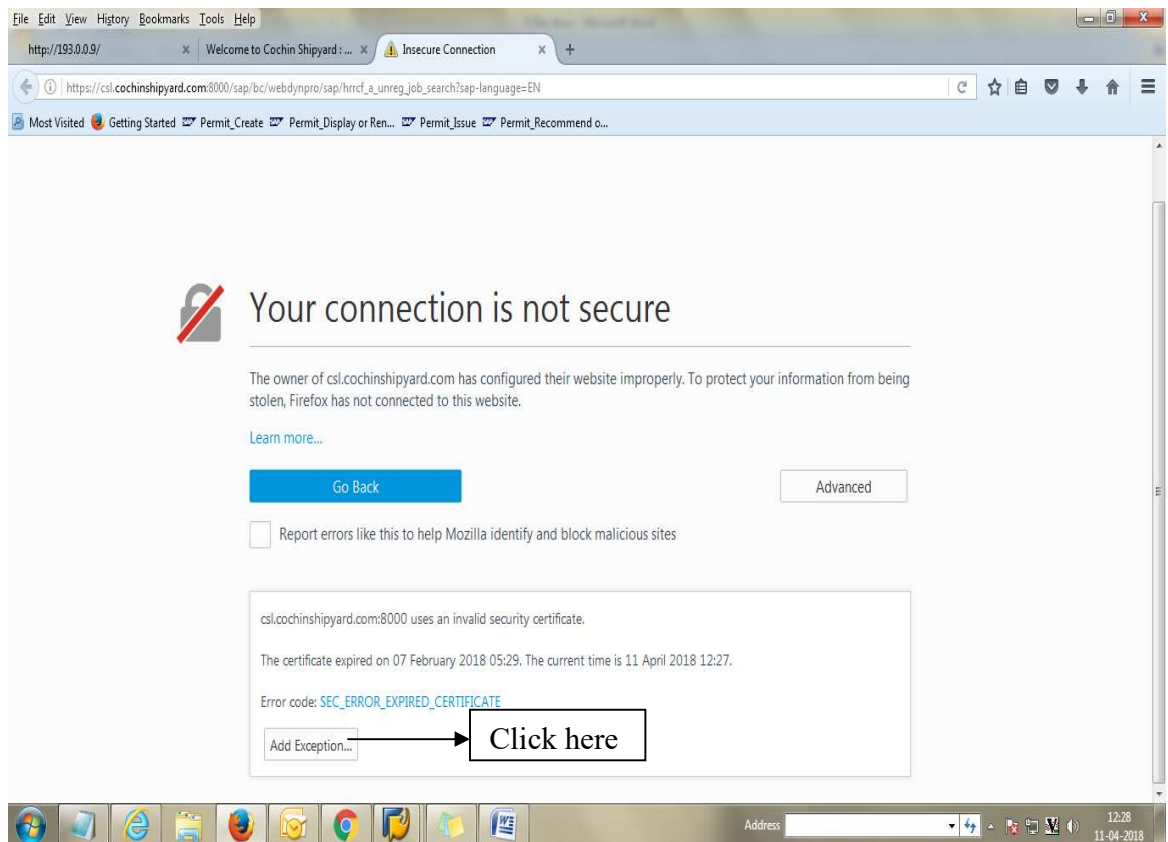 File Edit View History Bookmarks Tools Help
http://193.0.0.9/ Welcome to Cochin Shipyard : ... Insecure Connection
https://csl.cochinshipyard.com:8000/sap/bc/webdynpro/sap/hrrcf_a_unreg_job_search?sap-language=EN
Most Visited Getting Started Permit_Create Permit_Display or Ren... Permit_Issue Permit_Recommend o...
Your connection is not secure
The owner of csl.cochinshipyard.com has configured their website improperly. To protect your information from being
stolen, Firefox has not connected to this website.
Learn more...
Go Back Advanced
Report errors like this to help Mozilla identify and block malicious sites
csl.cochinshipyard.com:8000 uses an invalid security certificate.
The certificate expired on 07 February 2018 05:29. The current time is 11 April 2018 12:27.
Error code: SEC_ERROR_EXPIRED_CERTIFICATE
Add Exception... Click here
Address 12:28
11-04-2018